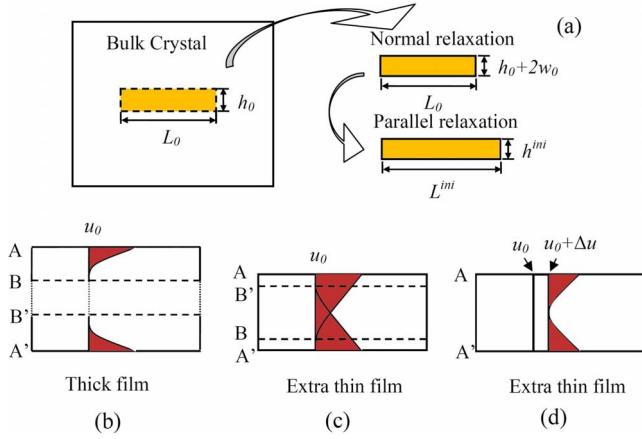 Bulk Crystal
h₀
L₀
(a)
Normal relaxation
h₀+2w₀
L₀
Parallel relaxation
hⁱⁿⁱ
Lⁱⁿⁱ
u₀
A
B
B'
A'
Thick film
(b)
u₀
A
B'
B
A'
Extra thin film
(c)
u₀
u₀+Δu
A
A'
Extra thin film
(d)